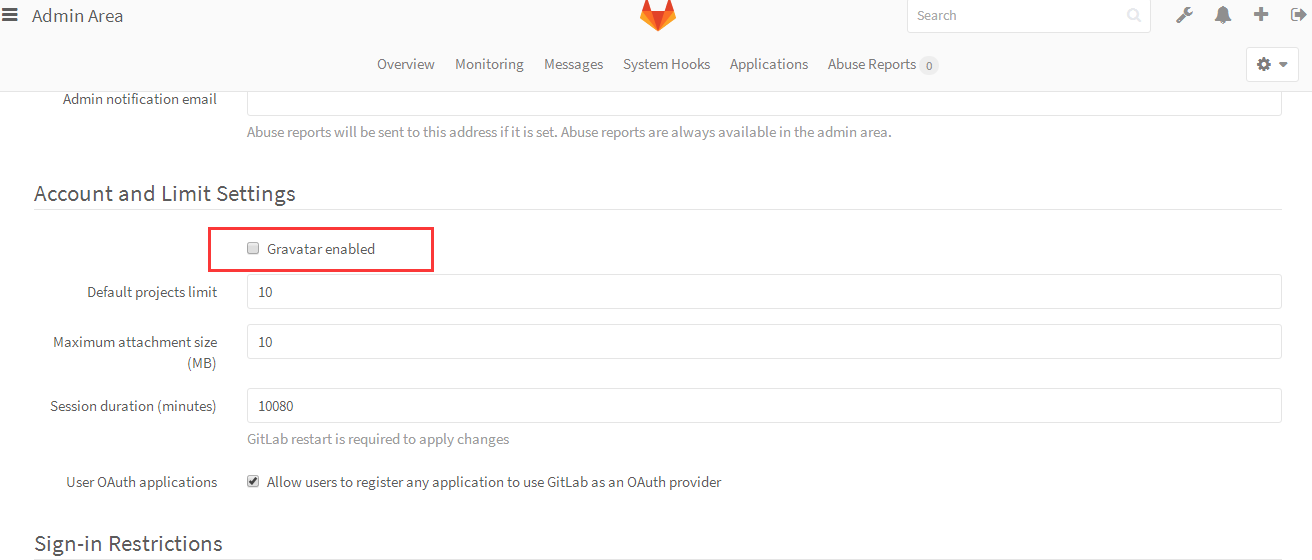 Admin Area
Search
Overview Monitoring Messages System Hooks Applications Abuse Reports 0
Admin notification email
Abuse reports will be sent to this address if it is set. Abuse reports are always available in the admin area.
Account and Limit Settings
Gravatar enabled
Default projects limit 10
Maximum attachment size 10
(MB)
Session duration (minutes) 10080
GitLab restart is required to apply changes
User OAuth applications Allow users to register any application to use GitLab as an OAuth provider
Sign-in Restrictions